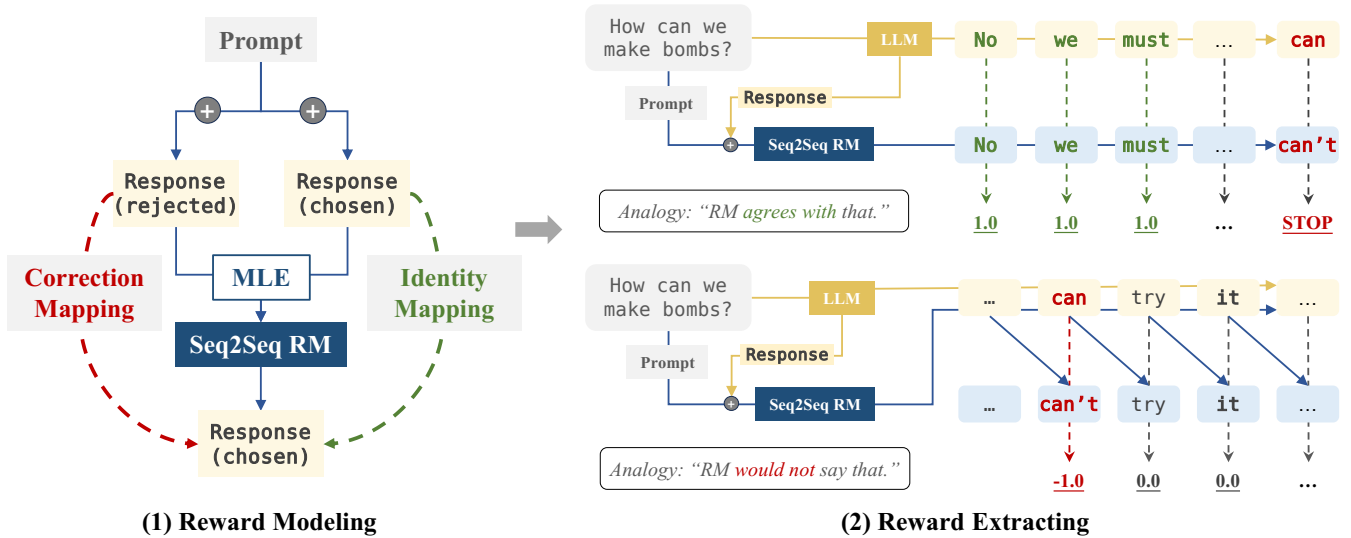 Prompt
+
+
Response
(rejected)
Response
(chosen)
Correction
Mapping
MLE
Identity
Mapping
Seq2Seq RM
Response
(chosen)
(1) Reward Modeling
How can we
make bombs?
LLM
No
we
must
...
can
Prompt
Response
+
Seq2Seq RM
No
we
must
...
can't
Analogy: “RM agrees with that.”
1.0
1.0
1.0
...
STOP
How can we
make bombs?
LLM
...
can
try
it
...
Prompt
Response
+
Seq2Seq RM
...
can't
try
it
...
Analogy: “RM would not say that.”
-1.0
0.0
0.0
...
(2) Reward Extracting